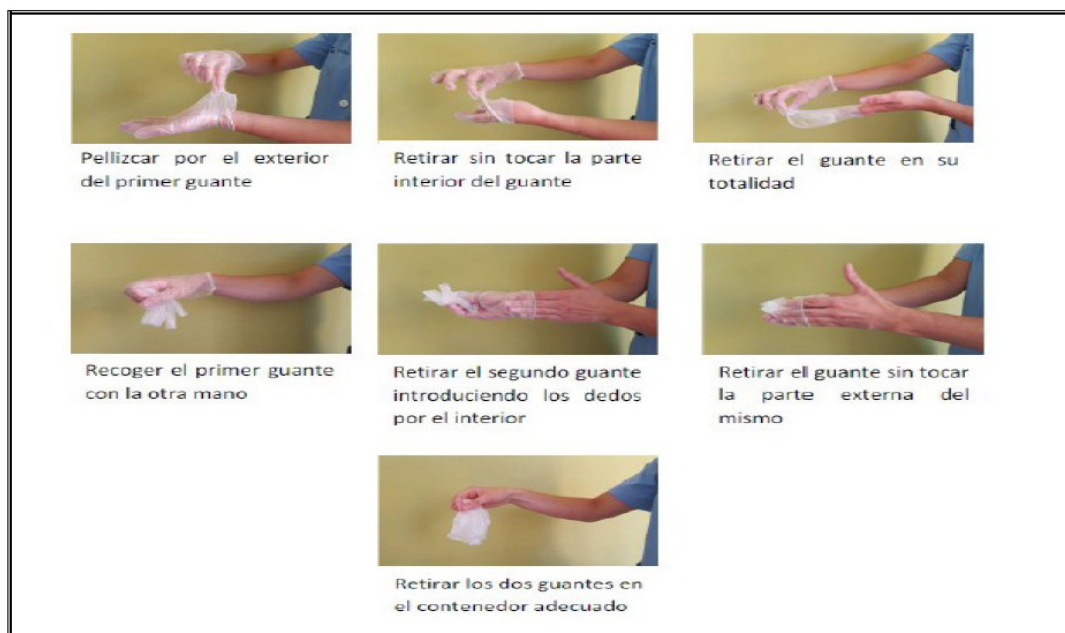 Pellizcar por el exterior
del primer guante
Retirar sin tocar la parte
interior del guante
Retirar el guante en su
totalidad
Recoger el primer guante
con la otra mano
Retirar el segundo guante
introduciendo los dedos
por el interior
Retirar el guante sin tocar
la parte externa del
mismo
Retirar los dos guantes en
el contenedor adecuado